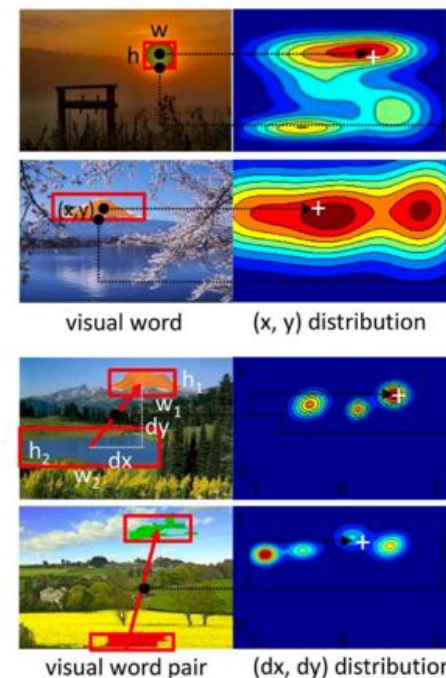 w
h
(x,y)
visual word (x, y) distribution
h1
w1
dy
h2
dx
w2
visual word pair (dx, dy) distribution